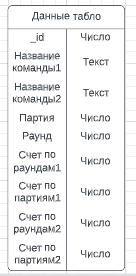 Данные табло
_id Число
Название
команды1 Текст
Название
команды2 Текст
Партия Число
Раунд Число
Счет по
раундам1 Число
Счет по
партиям1 Число
Счет по
раундам2 Число
Счет по
партиям2 Число